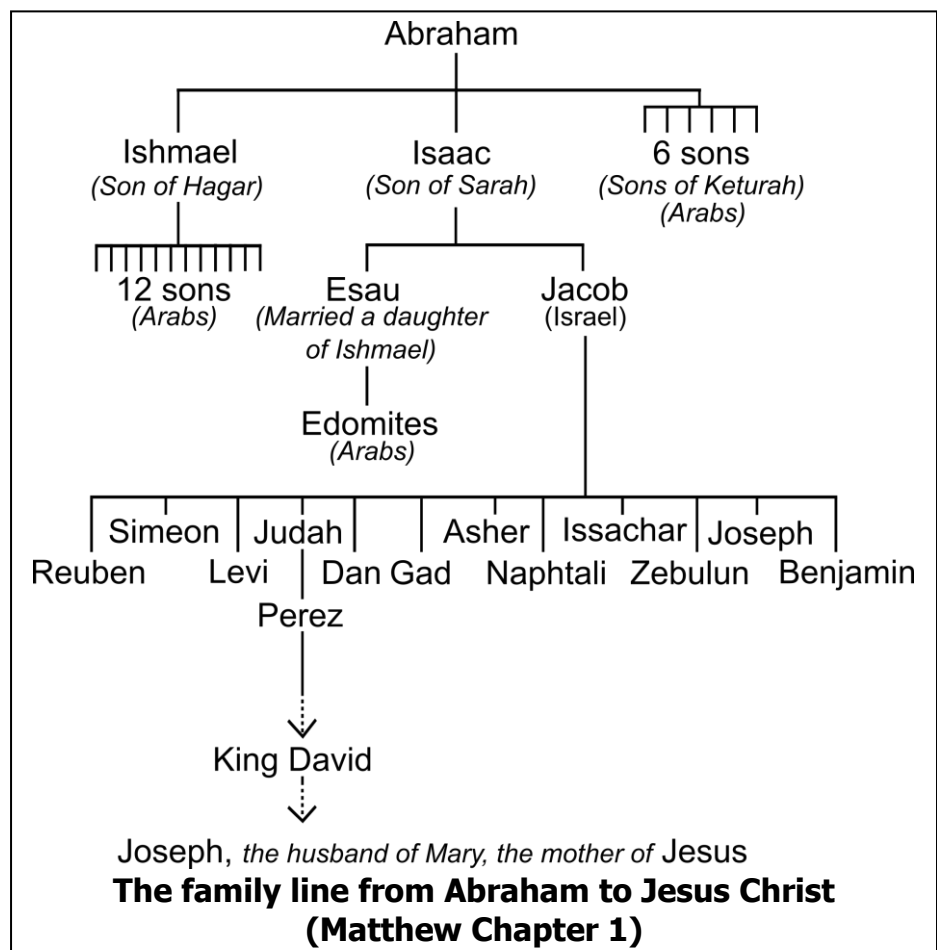 Abraham
Ishmael
(Son of Hagar)
Isaac
(Son of Sarah)
6 sons
(Sons of Keturah)
(Arabs)
12 sons
(Arabs)
Esau
(Married a daughter
of Ishmael)
Jacob
(Israel)
Edomites
(Arabs)
Simeon Judah Asher Issachar Joseph
Reuben Levi Dan Gad Naphtali Zebulun Benjamin
Perez
King David
Joseph, the husband of Mary, the mother of Jesus
The family line from Abraham to Jesus Christ
(Matthew Chapter 1)